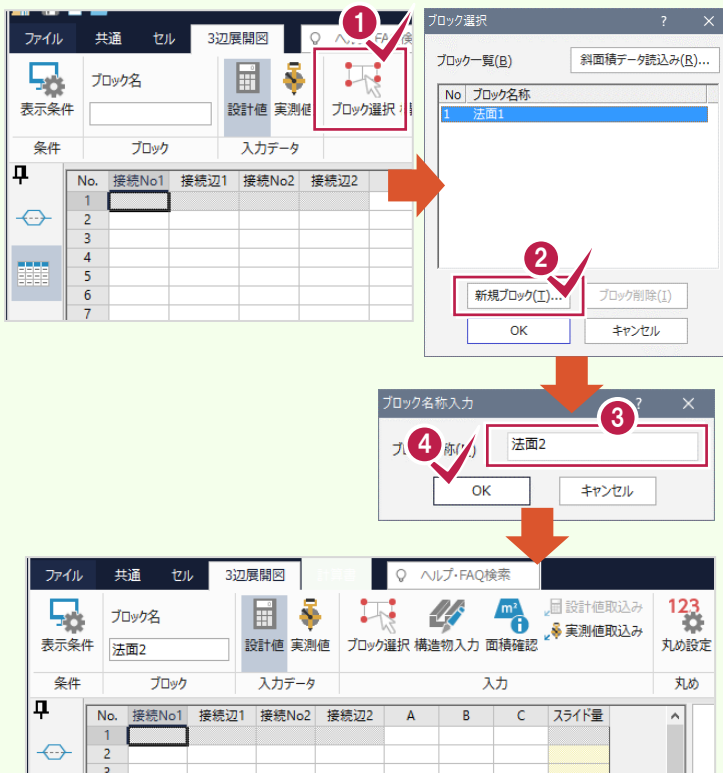 ファイル 共通 セル 3辺展開図
1
表示条件 ブロック名 設計値 実測値 ブロック選択
条件 ブロック 入力データ
No. 接続No1 接続辺1 接続No2 接続辺2
1
2
3
4
5
6
7
ブロック選択 ? ×
ブロック一覧(B) 斜面積データ読込み(R)...
No ブロック名称
1 法面1
2
新規ブロック(T)... ブロック削除(I)
OK キャンセル
ブロック名称入力 ? ×
3
4
法面2
OK キャンセル
ファイル 共通 セル 3辺展開図 ヘルプ・FAQ検索
ブロック名 m² 設計値取込み 123
表示条件 法面2 設計値 実測値 ブロック選択 構造物入力 面積確認 実測値取込み 丸め設定
条件 ブロック 入力データ 入力 丸め
No. 接続No1 接続辺1 接続No2 接続辺2 A B C スライド量
1
2
3